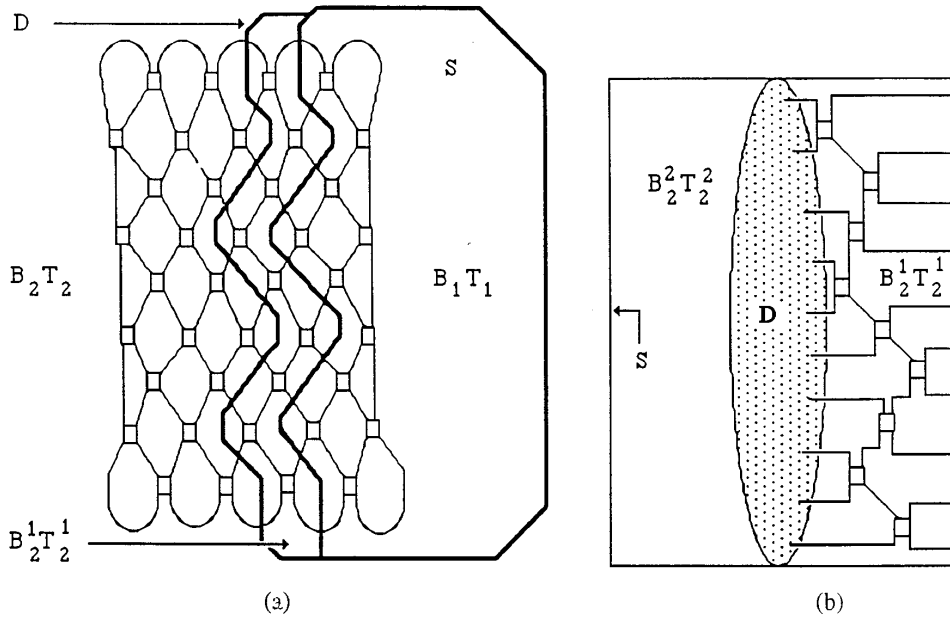 D
S
B₂T₂
B₁T₁
B₂¹T₂¹
(a)
B₂²T₂²
B₂¹T₂¹
D
S
(b)